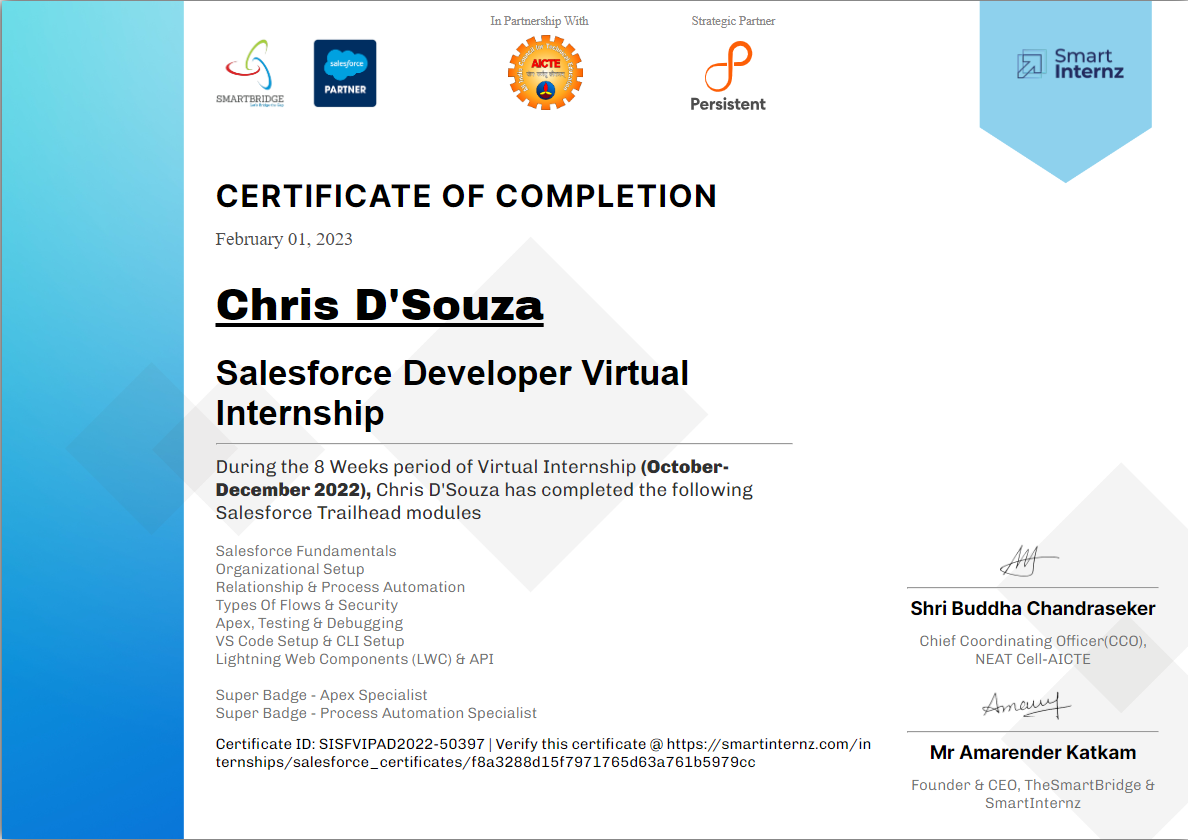 In Partnership With
Strategic Partner
SMARTBRIDGE
salesforce
PARTNER
AICTE
Persistent
Smart
Internz
CERTIFICATE OF COMPLETION
February 01, 2023
Chris D'Souza
Salesforce Developer Virtual
Internship
During the 8 Weeks period of Virtual Internship (October-
December 2022), Chris D'Souza has completed the following
Salesforce Trailhead modules
Salesforce Fundamentals
Organizational Setup
Relationship & Process Automation
Types Of Flows & Security
Apex, Testing & Debugging
VS Code Setup & CLI Setup
Lightning Web Components (LWC) & API
Super Badge - Apex Specialist
Super Badge - Process Automation Specialist
Certificate ID: SISFVIPAD2022-50397 | Verify this certificate @ https://smartinternz.com/in
ternships/salesforce_certificates/f8a3288d15f7971765d63a761b5979cc
Shri Buddha Chandraseker
Chief Coordinating Officer(CCO),
NEAT Cell-AICTE
Mr Amarender Katkam
Founder & CEO, TheSmartBridge &
SmartInternz